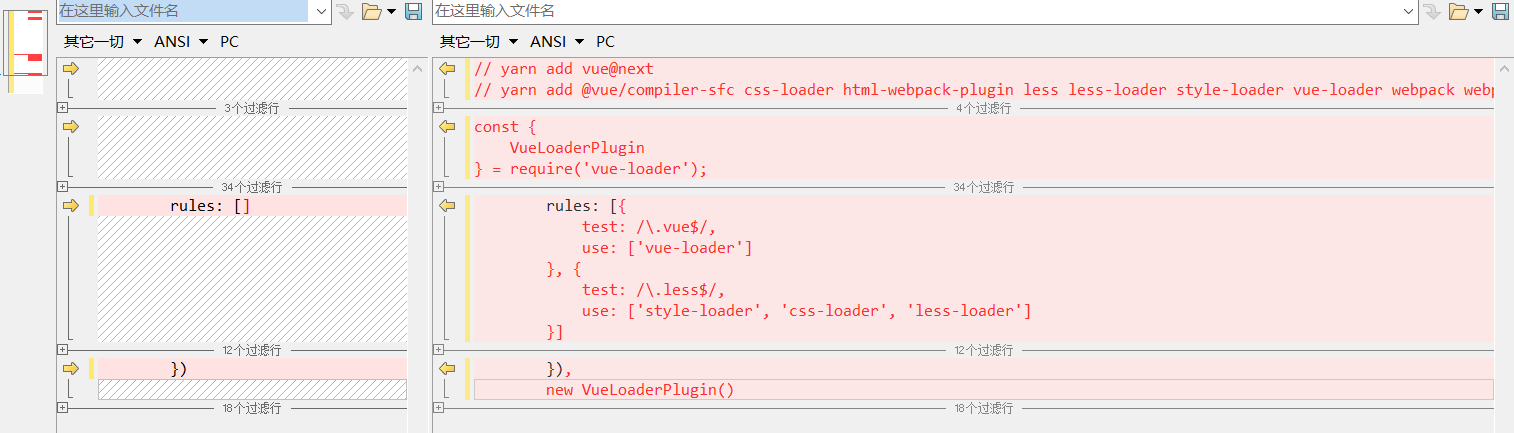 在这里输入文件名
其它一切 ANSI PC
3个过滤行
34个过滤行
rules: []
12个过滤行
})
18个过滤行
在这里输入文件名
其它一切 ANSI PC
// yarn add vue@next
// yarn add @vue/compiler-sfc css-loader html-webpack-plugin less less-loader style-loader vue-loader webpack
4个过滤行
const {
VueLoaderPlugin
} = require('vue-loader');
34个过滤行
rules: [{
test: /\.vue$/,
use: ['vue-loader']
}, {
test: /\.less$/,
use: ['style-loader', 'css-loader', 'less-loader']
}]
12个过滤行
}),
new VueLoaderPlugin()
18个过滤行